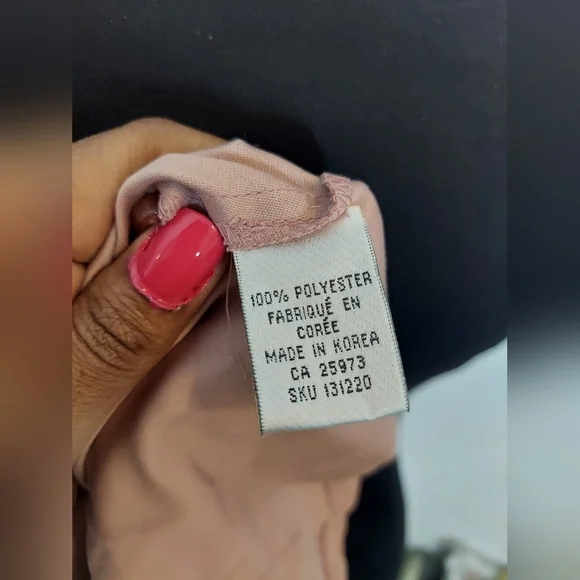 100% POLYESTER
FABRIQUÉ EN
CORÉE
MADE IN KOREA
CA 25973
SKU 131220